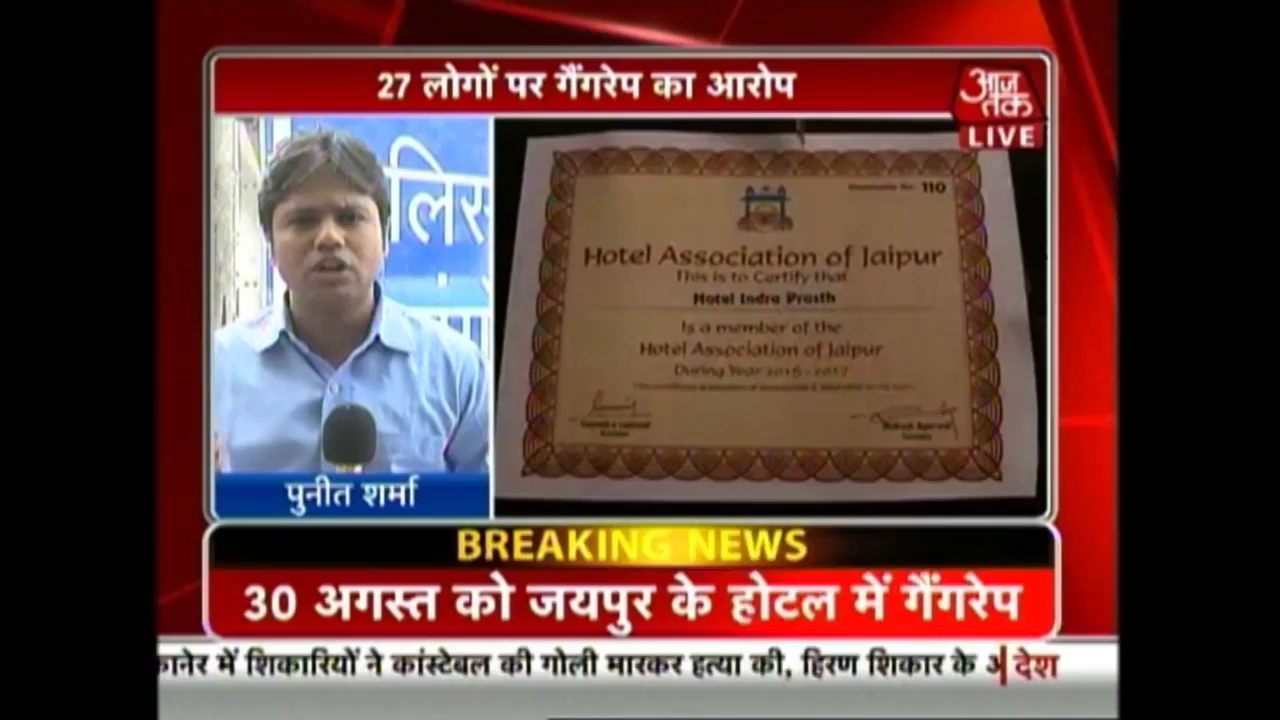 27 लोगों पर गैंगरेप का आरोप
आज
तक
LIVE
लिस
110
Hotel Association of Jaipur
This is to Certify that
Hotel Indra Prasth
Is a member of the
Hotel Association of Jaipur
During Year 2016-2017
पुनीत शर्मा
BREAKING NEWS
30 अगस्त को जयपुर के होटल में गैंगरेप
कानेर में शिकारियों ने कांस्टेबल की गोली मारकर हत्या की, हिरण शिकार के
देश